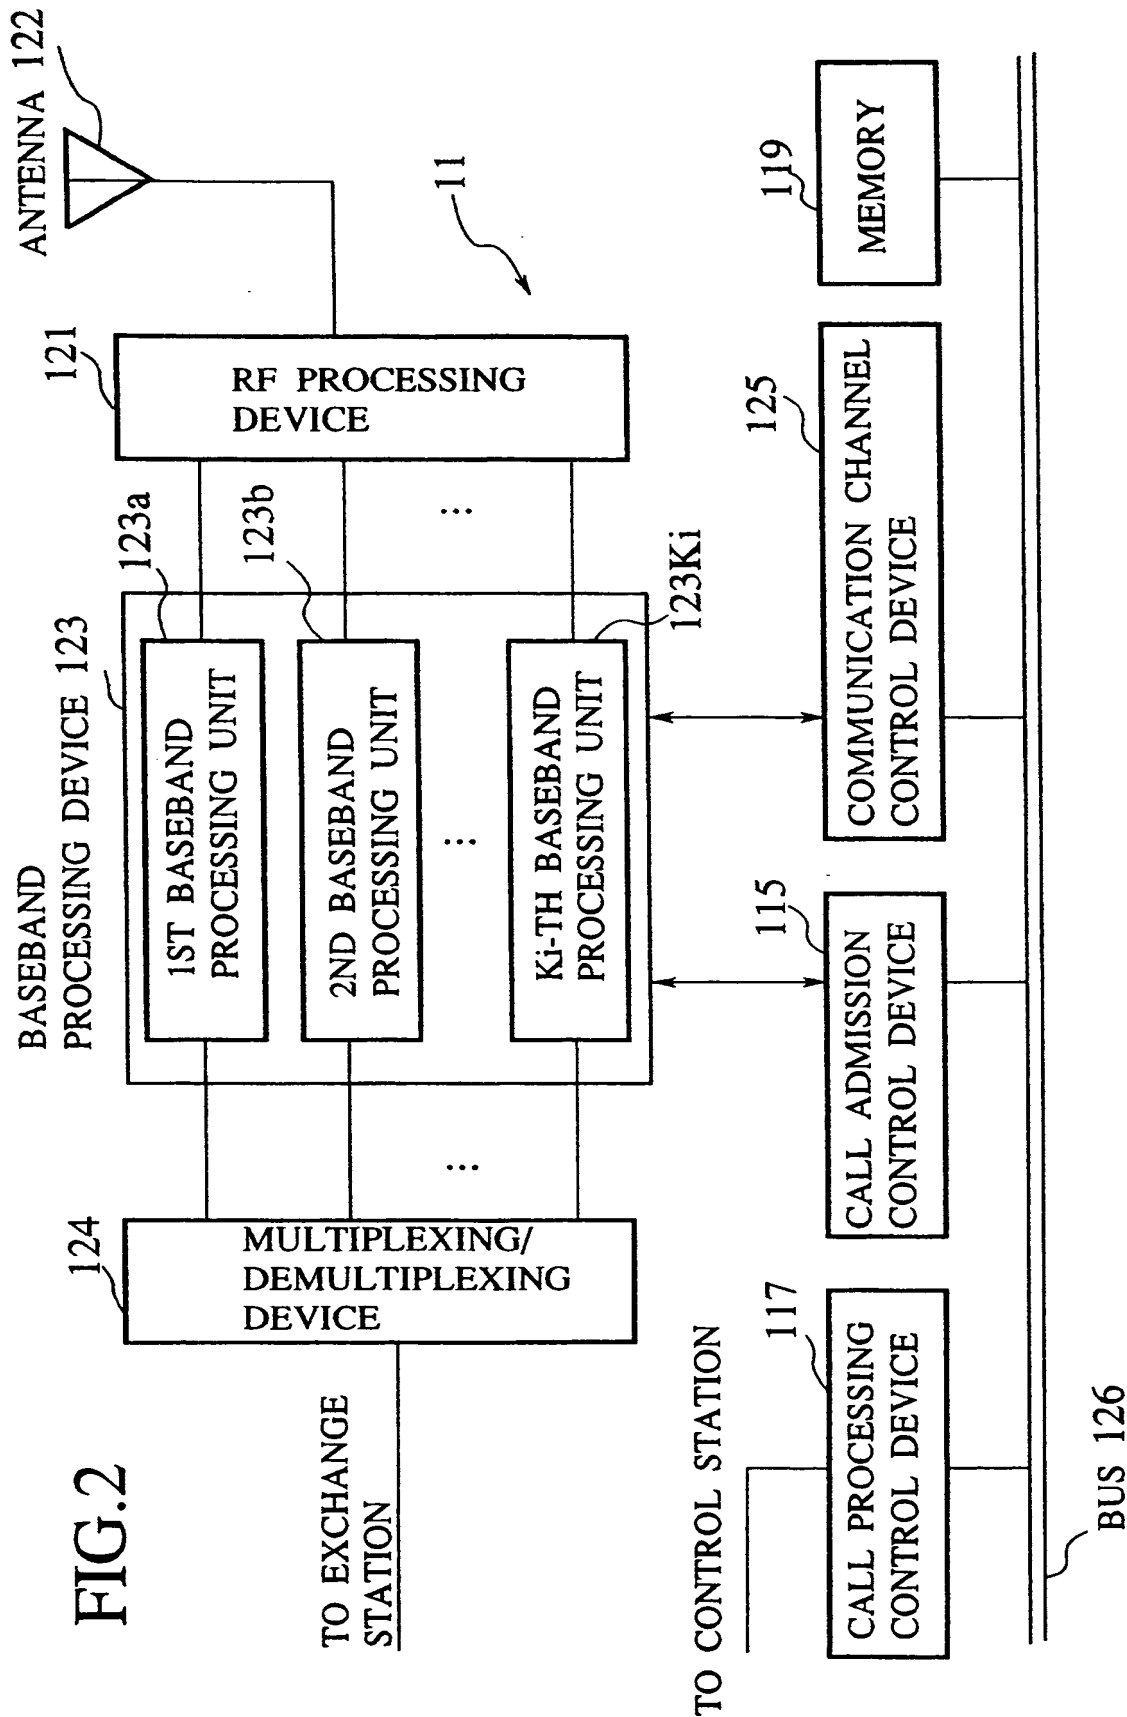 FIG.2
BASEBAND
PROCESSING DEVICE 123
ANTENNA 122
124
123a
121
1ST BASEBAND
PROCESSING UNIT
123b
2ND BASEBAND
PROCESSING UNIT
MULTIPLEXING/
DEMULTIPLEXING
DEVICE
RF PROCESSING
DEVICE
...
...
...
11
Ki-TH BASEBAND
PROCESSING UNIT
123Ki
TO EXCHANGE
STATION
TO CONTROL STATION
117
115
125
119
CALL PROCESSING
CONTROL DEVICE
CALL ADMISSION
CONTROL DEVICE
COMMUNICATION CHANNEL
CONTROL DEVICE
MEMORY
BUS 126